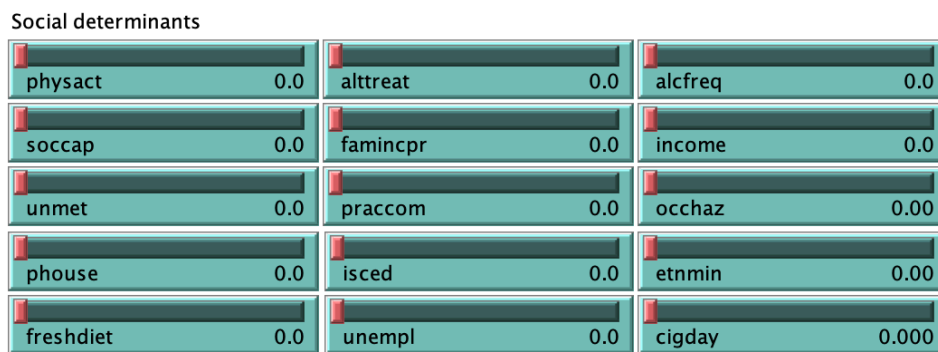 Social determinants
physact 0.0 alttreat 0.0 alcfreq 0.0
soccap 0.0 famincpr 0.0 income 0.0
unmet 0.0 praccom 0.0 occhaz 0.00
phouse 0.0 isced 0.0 etnmin 0.00
freshdiet 0.0 unempl 0.0 cigday 0.000